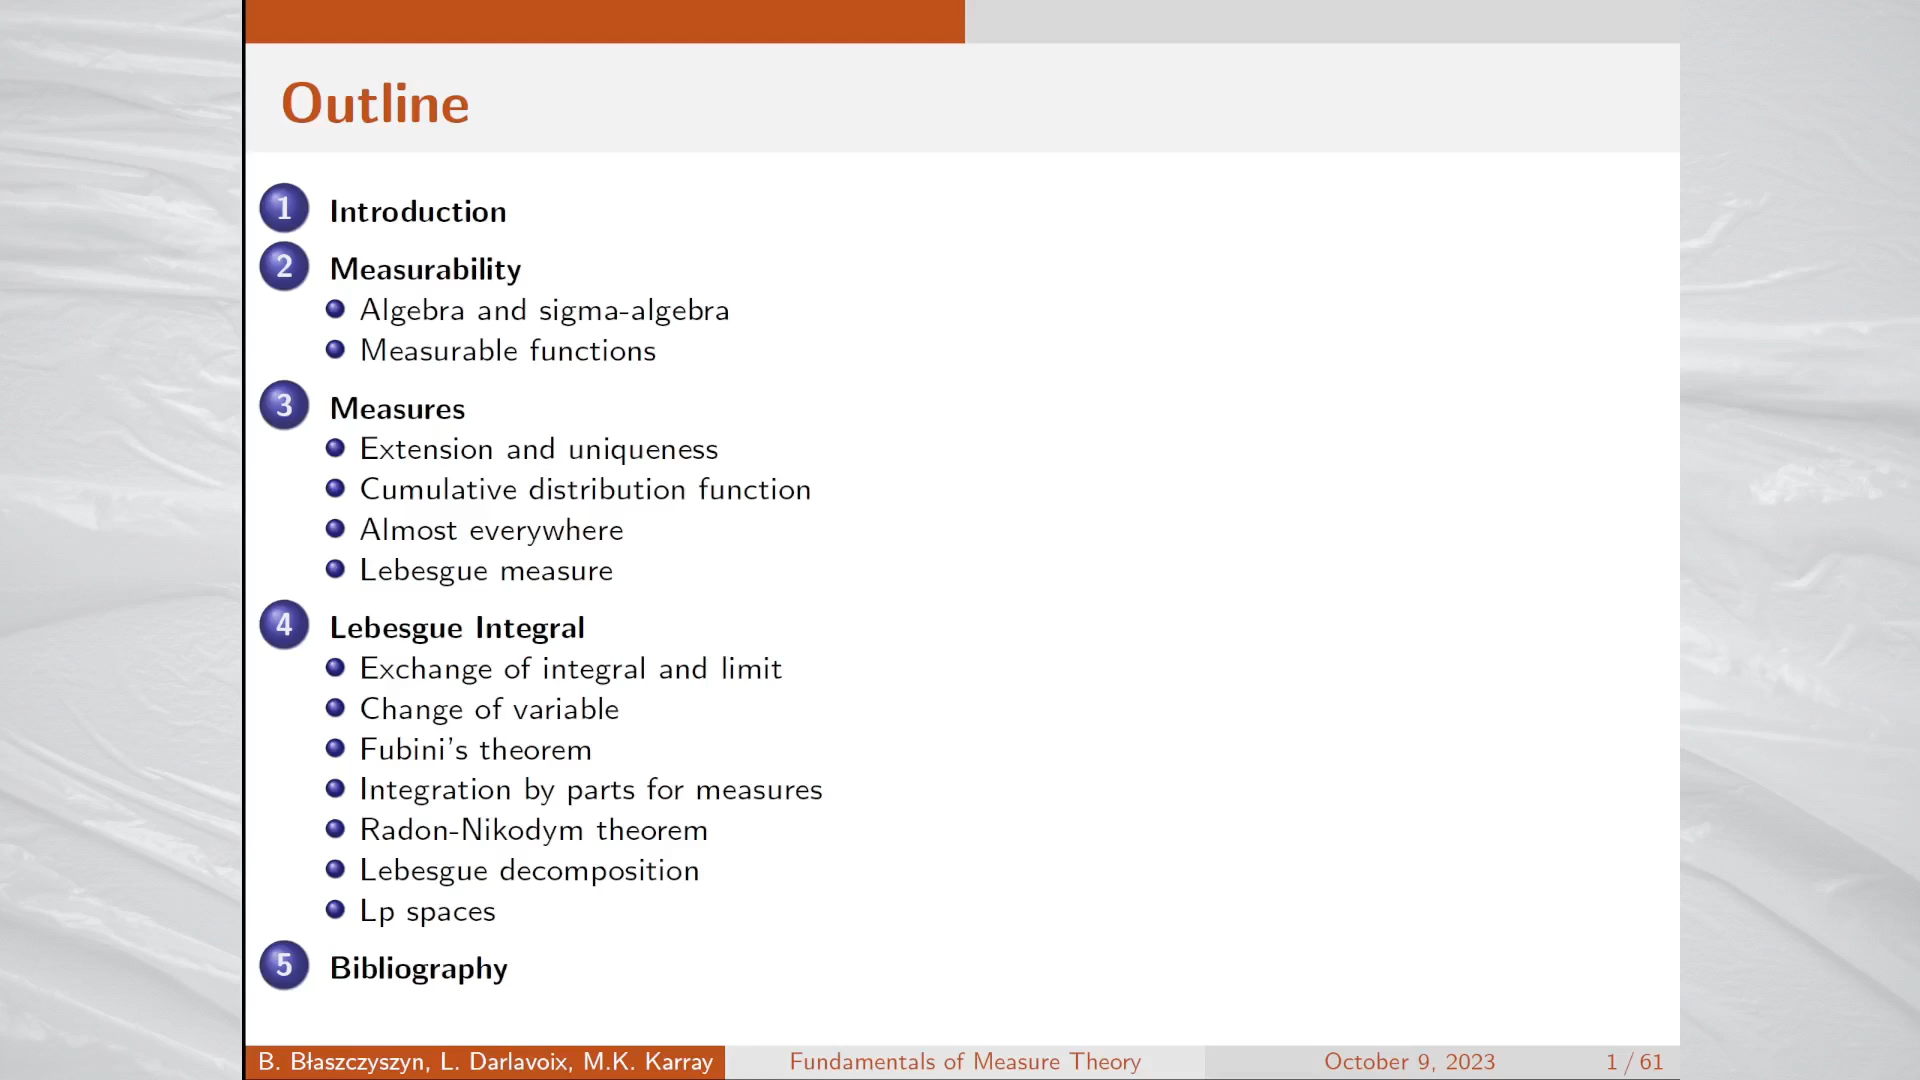 Outline
1 Introduction
2 Measurability
Algebra and sigma-algebra
Measurable functions
3 Measures
Extension and uniqueness
Cumulative distribution function
Almost everywhere
Lebesgue measure
4 Lebesgue Integral
Exchange of integral and limit
Change of variable
Fubini's theorem
Integration by parts for measures
Radon-Nikodym theorem
Lebesgue decomposition
Lp spaces
5 Bibliography
B. Błaszczyszyn, L. Darlavoix, M.K. Karray Fundamentals of Measure Theory October 9, 2023 1 / 61